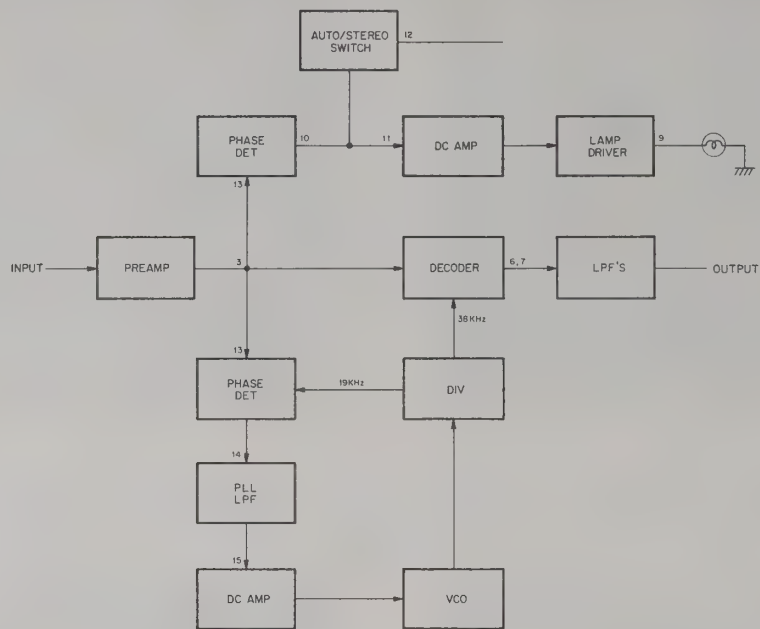 AUTO/STEREO
SWITCH
12
PHASE
DET
10
11
DC AMP
LAMP
DRIVER
9
13
INPUT
PREAMP
3
DECODER
6,7
LPF'S
OUTPUT
38KHz
13
PHASE
DET
19KHz
DIV
14
PLL
LPF
15
DC AMP
VCO